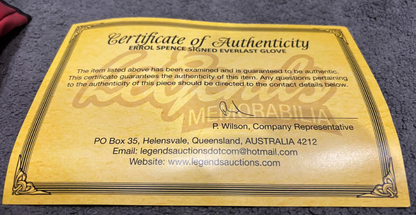 Certificate of Authenticity
ERROL SPENCE SIGNED EVERLAST GLOVE
The item listed above has been examined and is guaranteed to be authentic.
This certificate guarantees the authenticity of this item. Any questions pertaining
to the authenticity of this piece should be directed to the contact details below.
MEMORABILIA
P. Wilson, Company Representative
PO Box 35, Helensvale, Queensland, AUSTRALIA 4212
Email: legendsauctionsdotcom@hotmail.com
Website: www.legendsauctions.com